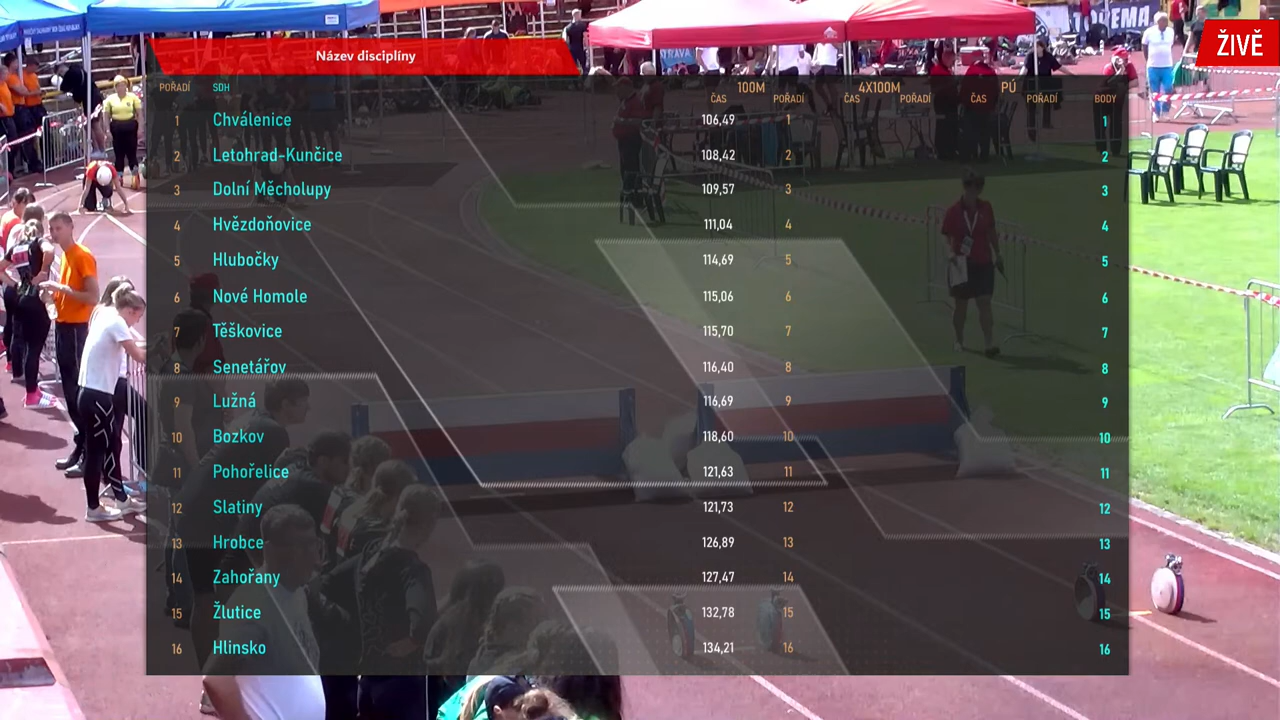 ŽIVĚ
Název disciplíny
POŘADÍ SDH 100M 4X100M PÚ
ČAS POŘADÍ ČAS POŘADÍ ČAS POŘADÍ BODY
1 Chválenice 106,49 1 1
2 Letohrad-Kunčice 108,42 2 2
3 Dolní Měcholupy 109,57 3 3
4 Hvězdoňovice 111,04 4 4
5 Hlubočky 114,69 5 5
6 Nové Homole 115,06 6 6
7 Těškovice 115,70 7 7
8 Senetářov 116,40 8 8
9 Lužná 116,69 9 9
10 Bozkov 118,60 10 10
11 Pohořelice 121,63 11 11
12 Slatiny 121,73 12 12
13 Hrobce 126,89 13 13
14 Zahořany 127,47 14 14
15 Žlutice 132,78 15 15
16 Hlinsko 134,21 16 16